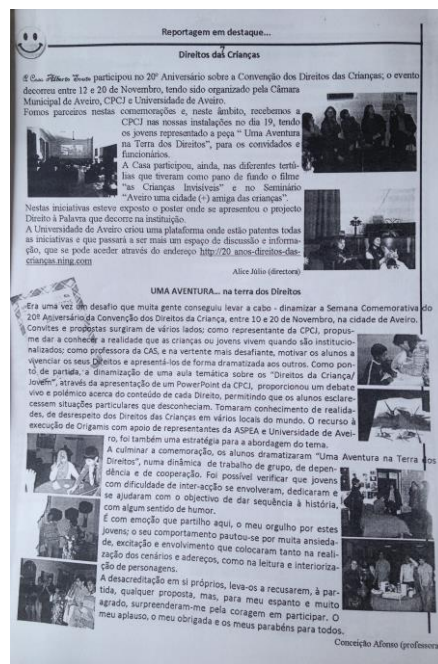 Reportagem em destaque...
Direitos das Crianças
A Casa Alberto Souto participou no 20º Aniversário sobre a Convenção dos Direitos das Crianças; o evento
decorreu entre 12 e 20 de Novembro, tendo sido organizado pela Câmara
Municipal de Aveiro, CPCJ e Universidade de Aveiro.
Fomos parceiros nestas comemorações e, neste âmbito, recebemos a
CPCJ nas nossas instalações no dia 19, tendo
os jovens representado a peça “ Uma Aventura
na Terra dos Direitos”, para os convidados e
funcionários.
A Casa participou, ainda, nas diferentes tertú-
lias que tiveram como pano de fundo o filme
“as Crianças Invisíveis” e no Seminário
“Aveiro uma cidade (+) amiga das crianças”.
Nestas iniciativas esteve exposto o poster onde se apresentou o projecto
Direito à Palavra que decorre na instituição.
A Universidade de Aveiro criou uma plataforma onde estão patentes todas
as iniciativas e que passará a ser mais um espaço de discussão e informa-
ção, que se pode aceder através do endereço http://20 anos-direitos-das-
crianças.ning.com
Alice Júlio (directora)
UMA AVENTURA... na terra dos Direitos
Era uma vez um desafio que muita gente conseguiu levar a cabo - dinamizar a Semana Comemorativa do
20º Aniversário da Convenção dos Direitos da Criança, entre 10 e 20 de Novembro, na cidade de Aveiro.
Convites e propostas surgiram de vários lados; como representante da CPCJ, propus-
me dar a conhecer a realidade que as crianças ou jovens vivem quando são institucio-
nalizados; como professora da CAS, e na vertente mais desafiante, motivar os alunos a
vivenciar os seus Direitos e apresentá-los de forma dramatizada aos outros. Como pon-
to de partida, a dinamização de uma aula temática sobre os “Direitos da Criança/
Jovem”, através da apresentação de um PowerPoint da CPCJ, proporcionou um debate
vivo e polémico acerca do conteúdo de cada Direito, permitindo que os alunos esclare-
cessem situações particulares que desconheciam. Tomaram conhecimento de realida-
des, de desrespeito dos Direitos das Crianças em vários locais do mundo. O recurso à
execução de Origamis com apoio de representantes da ASPEA e Universidade de Avei-
ro, foi também uma estratégia para a abordagem do tema.
A culminar a comemoração, os alunos dramatizaram “Uma Aventura na Terra dos
Direitos”, numa dinâmica de trabalho de grupo, de depen-
dência e de cooperação. Foi possível verificar que jovens
com dificuldade de inter-acção se envolveram, dedicaram e
se ajudaram com o objectivo de dar sequência à história,
com algum sentido de humor.
É com emoção que partilho aqui, o meu orgulho por estes
jovens; o seu comportamento pautou-se por muita ansieda-
de, excitação e envolvimento que colocaram tanto na reali-
zação dos cenários e adereços, como na leitura e interioriza-
ção de personagens.
A desacreditação em si próprios, leva-os a recusarem, à par-
tida, qualquer proposta, mas, para meu espanto e muito
agrado, surpreenderam-me pela coragem em participar. O
meu aplauso, o meu obrigada e os meus parabéns para todos.
Conceição Afonso (professora